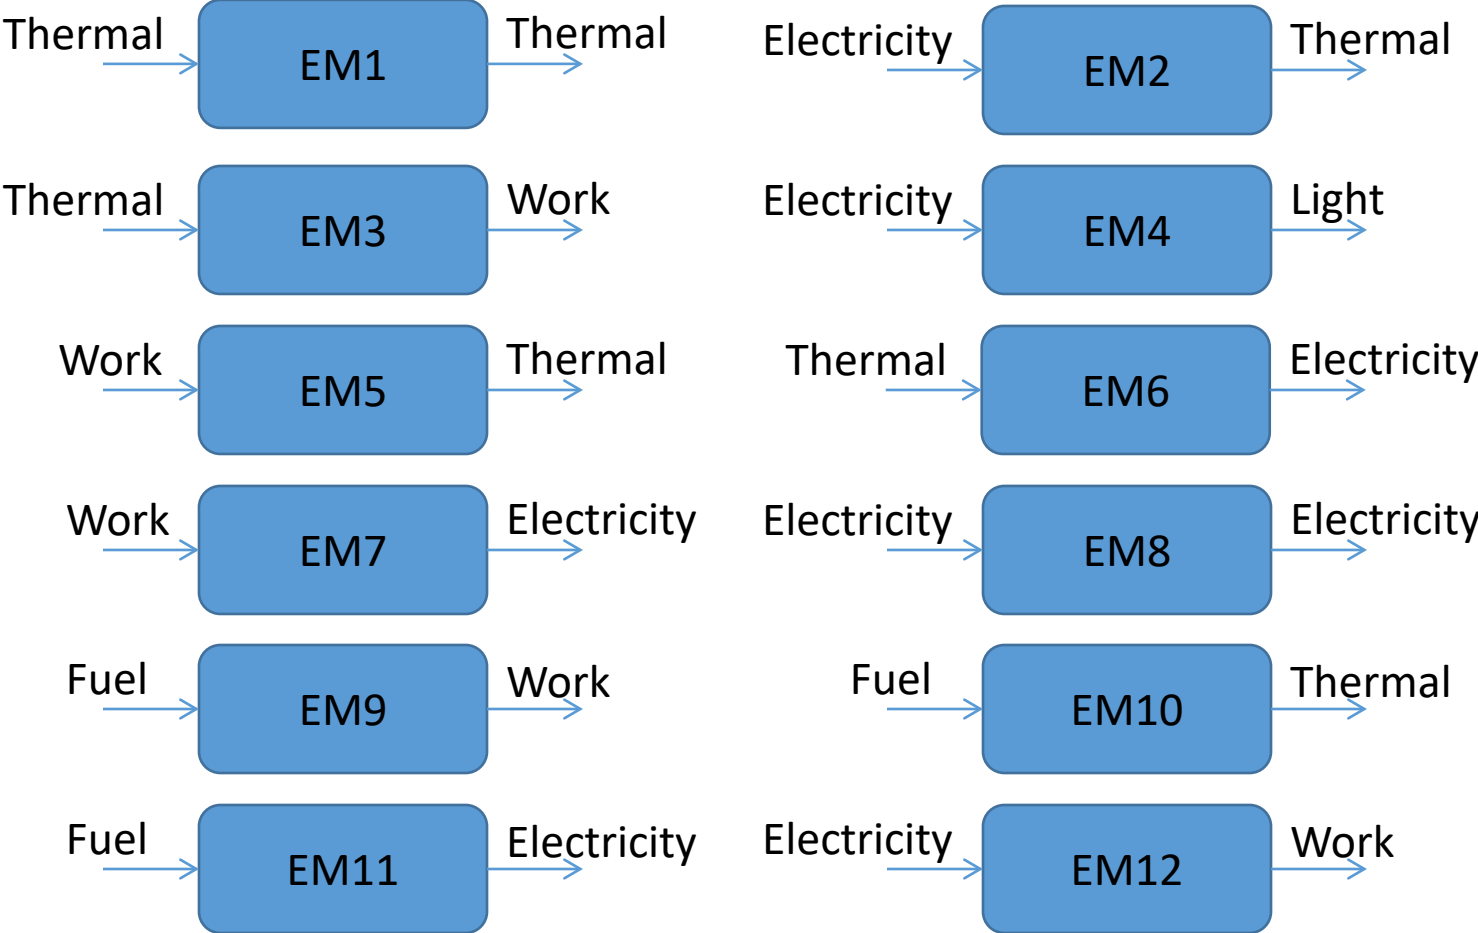 Thermal EM1 Thermal
Electricity EM2 Thermal
Thermal EM3 Work
Electricity EM4 Light
Work EM5 Thermal
Thermal EM6 Electricity
Work EM7 Electricity
Electricity EM8 Electricity
Fuel EM9 Work
Fuel EM10 Thermal
Fuel EM11 Electricity
Electricity EM12 Work